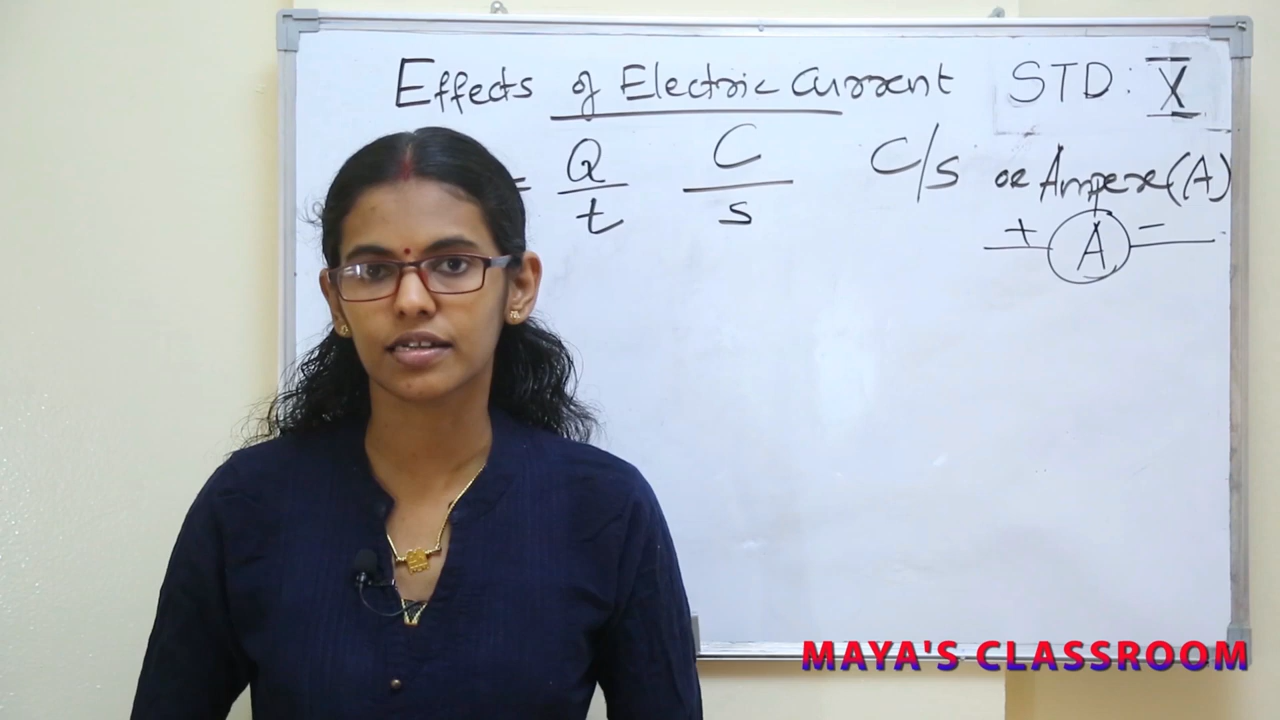 Effects of Electric Current STD: X
= Q/t C/s C/s or Ampere(A)
+ A -
MAYA'S CLASSROOM